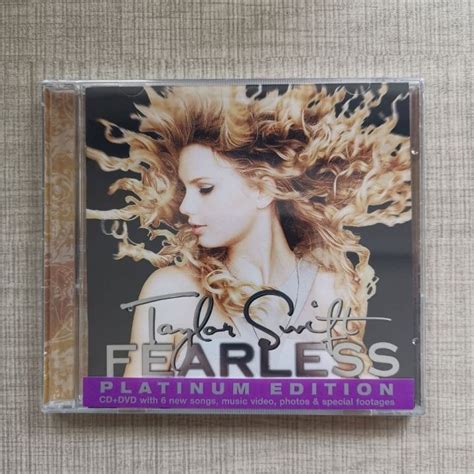 Taylor Swift
FEARLESS
PLATINUM EDITION
CD+DVD with 6 new songs, music video, photos & special footages